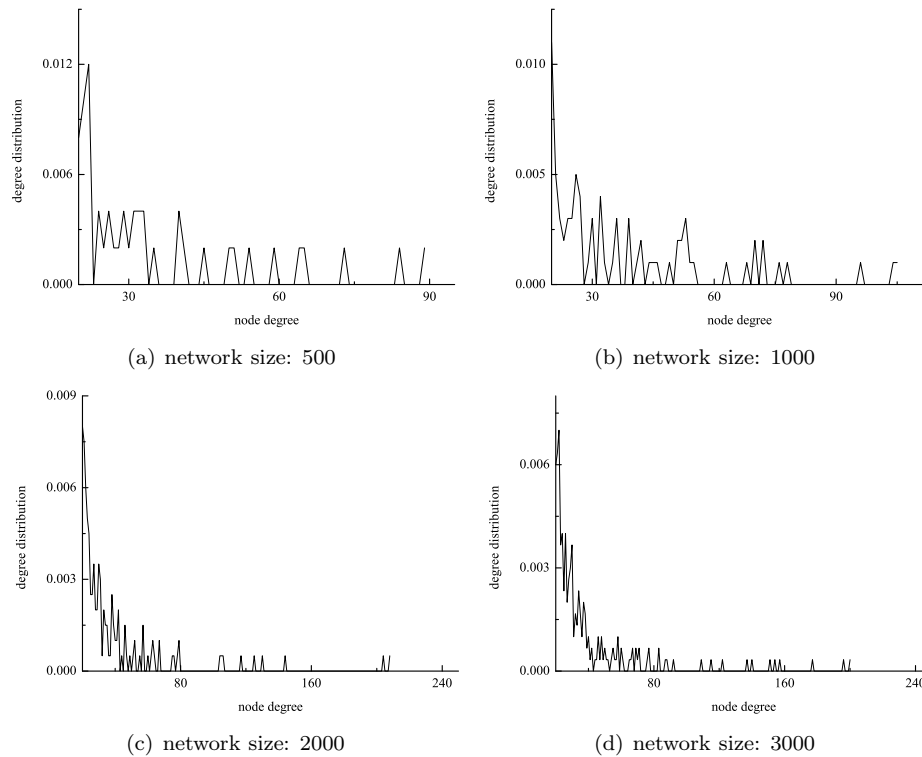 0.012
0.006
0.000
degree distribution
30
60
90
node degree
(a) network size: 500
0.010
0.005
0.000
degree distribution
30
60
90
node degree
(b) network size: 1000
0.009
0.006
0.003
0.000
degree distribution
80
160
240
node degree
(c) network size: 2000
0.006
0.003
0.000
degree distribution
80
160
240
node degree
(d) network size: 3000